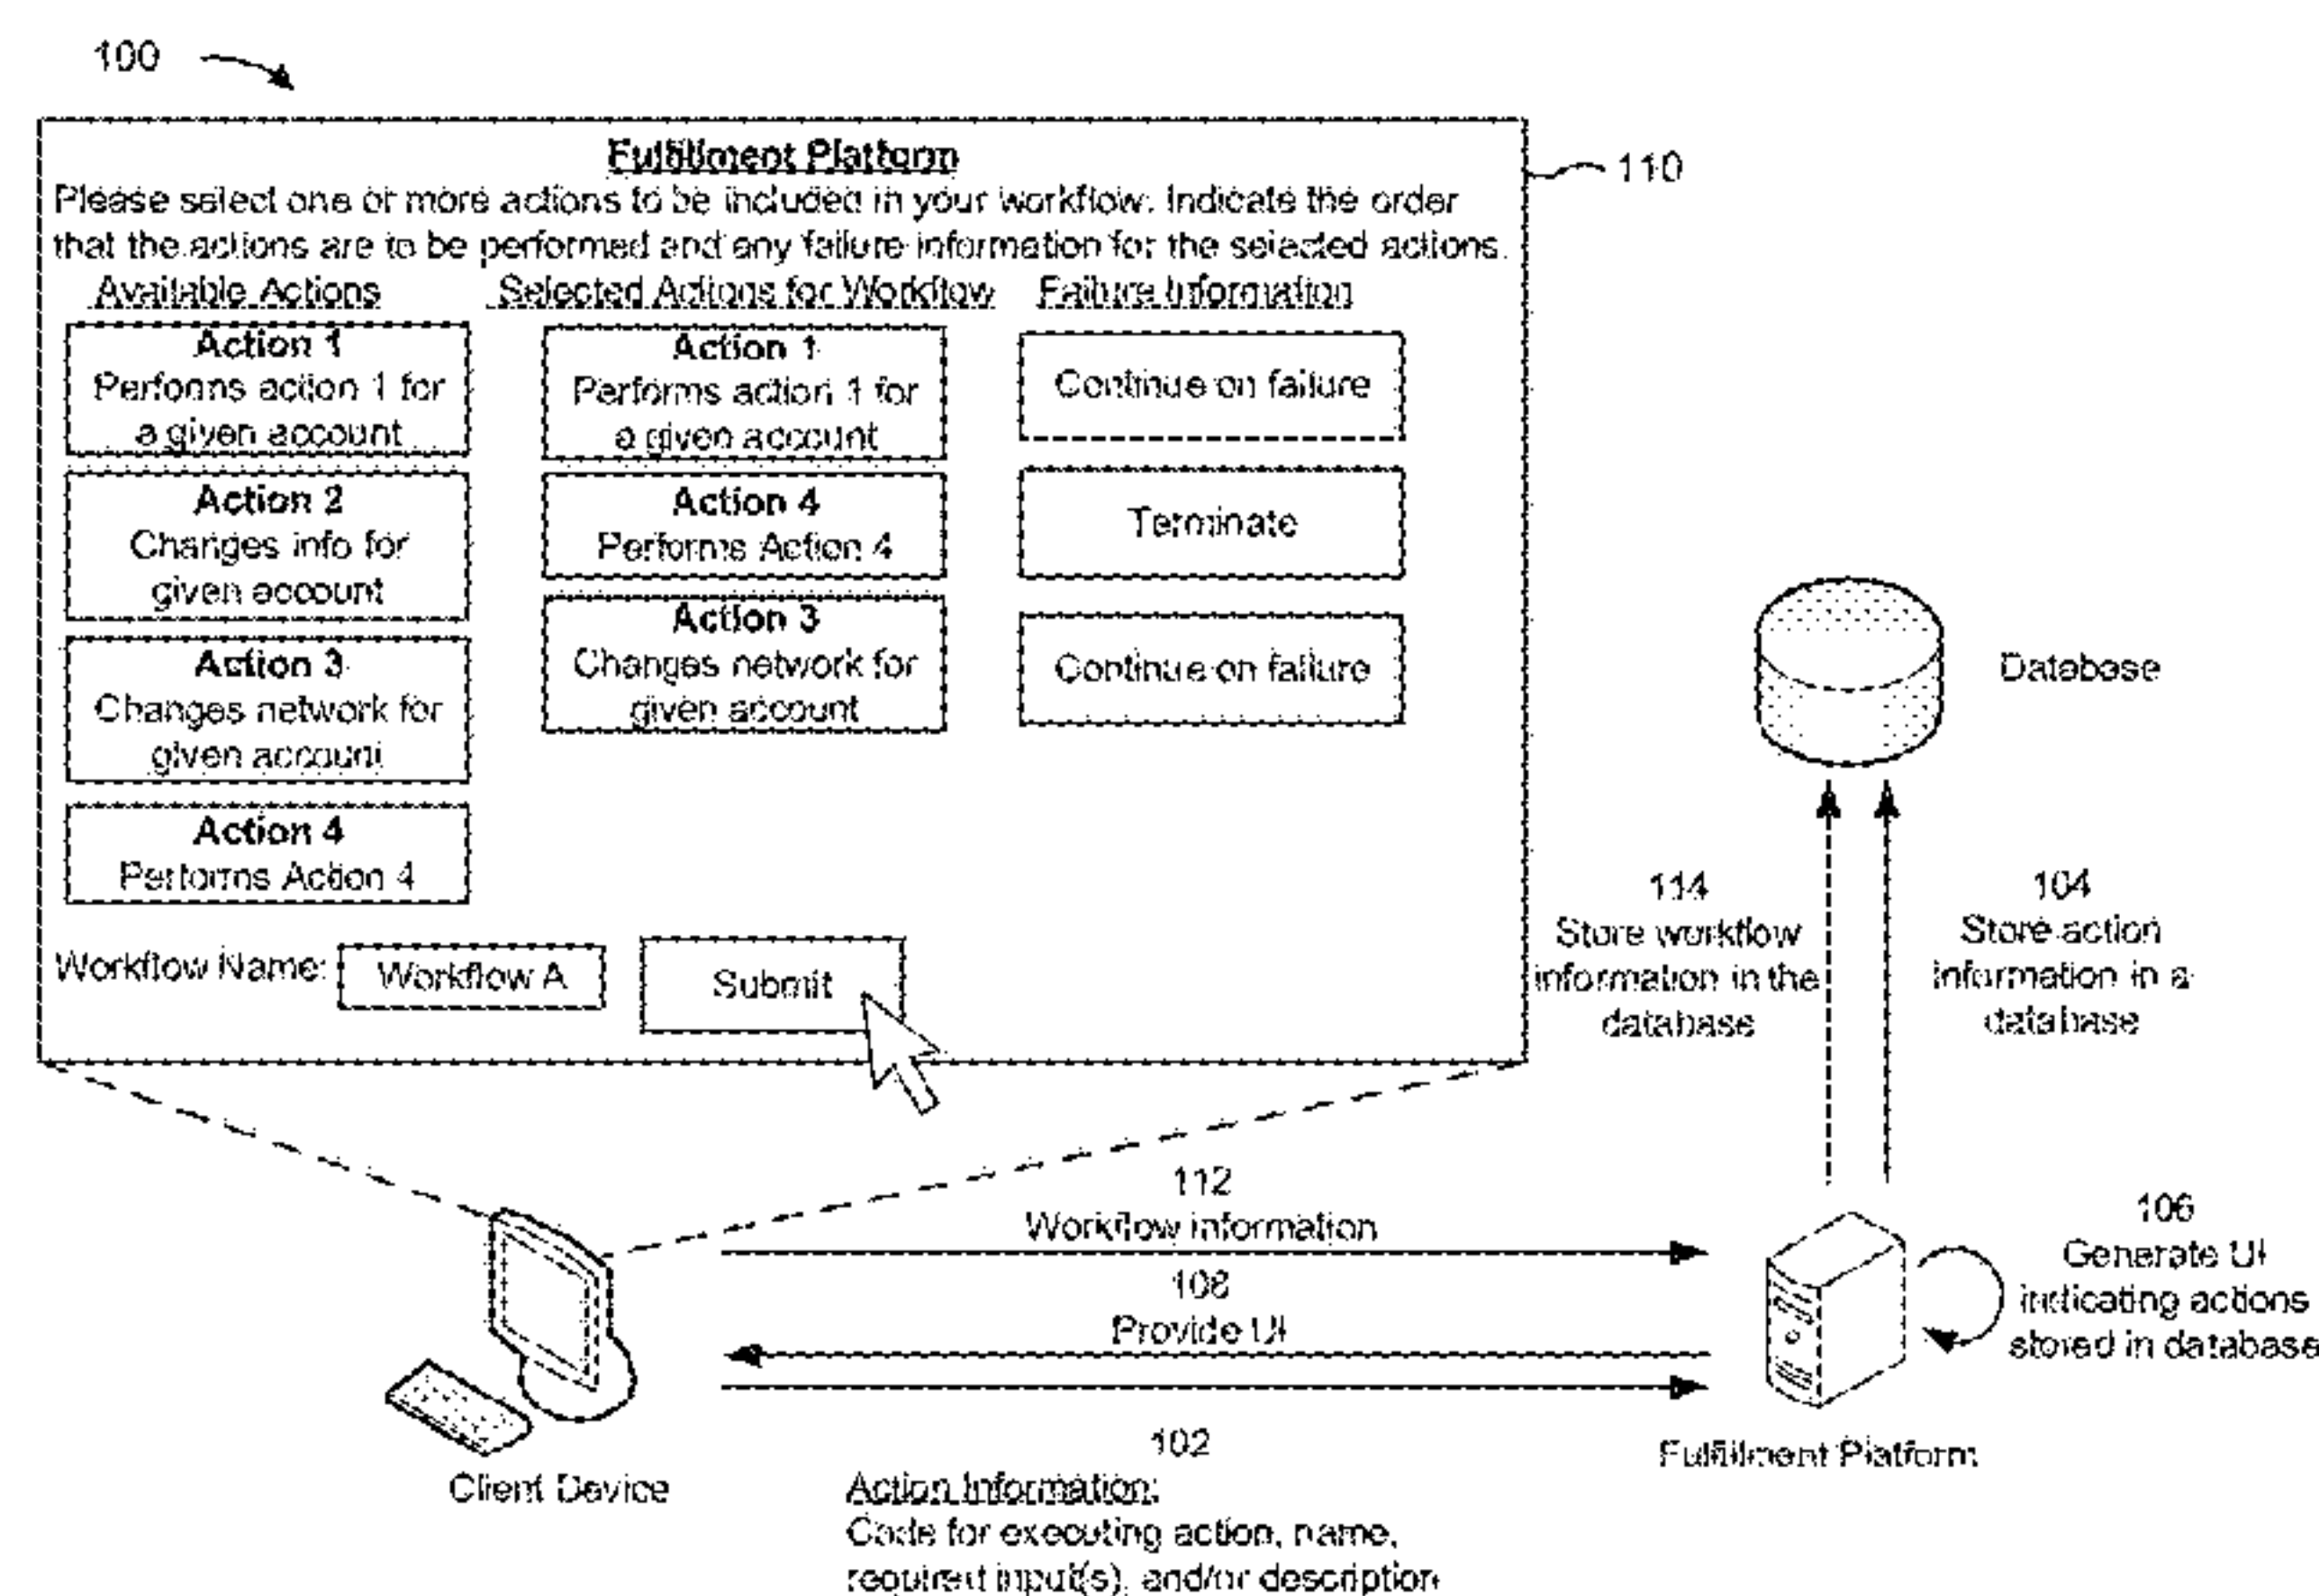 100
110
Fulfillment Platform
Please select one or more actions to be included in your workflow. Indicate the order
that the actions are to be performed and any failure information for the selected actions.
Available Actions
Action 1
Performs action 1 for
a given account
Action 2
Changes info for
given account
Action 3
Changes network for
given account
Action 4
Performs Action 4
Selected Actions for Workflow
Action 1
Performs action 1 for
a given account
Action 4
Performs Action 4
Action 3
Changes network for
given account
Failure Information
Continue on failure
Terminate
Continue on failure
Workflow Name:
Workflow A
Submit
Database
114
Store workflow
information in the
database
104
Store action
information in a
database
112
Workflow information
108
Provide UI
106
Generate UI
indicating actions
stored in database
Client Device
102
Action Information:
Code for executing action, name,
required input(s), and/or description
Fulfillment Platform